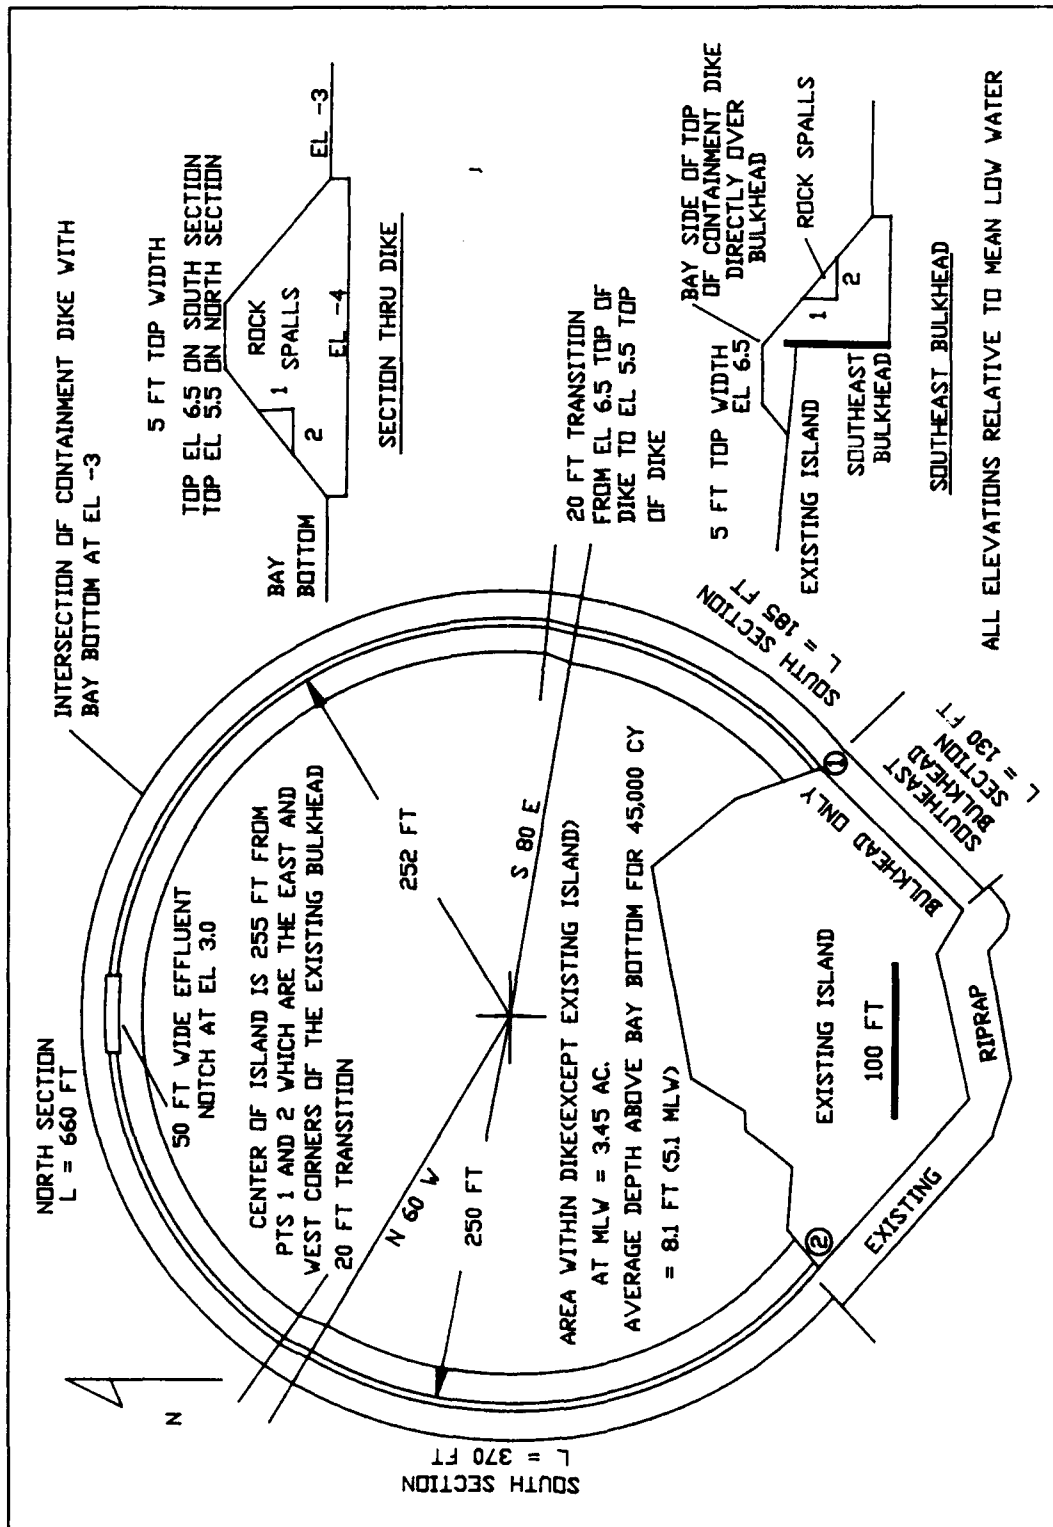 INTERSECTION OF CONTAINMENT DIKE WITH
BAY BOTTOM AT EL -3
NORTH SECTION
L = 660 FT
50 FT WIDE EFFLUENT
NOTCH AT EL 3.0
CENTER OF ISLAND IS 255 FT FROM
PTS 1 AND 2 WHICH ARE THE EAST AND
WEST CORNERS OF THE EXISTING BULKHEAD
20 FT TRANSITION
N 60 W
252 FT
250 FT
S 80 E
AREA WITHIN DIKE(EXCEPT EXISTING ISLAND)
AT MLW = 3.45 AC.
AVERAGE DEPTH ABOVE BAY BOTTOM FOR 45,000 CY
= 8.1 FT (5.1 MLW)
N
SOUTH SECTION
L = 370 FT
5 FT TOP WIDTH
TOP EL 6.5 ON SOUTH SECTION
TOP EL 5.5 ON NORTH SECTION
BAY
BOTTOM
ROCK
SPALLS
1
2
EL -4
EL -3
SECTION THRU DIKE
20 FT TRANSITION
FROM EL 6.5 TOP OF
DIKE TO EL 5.5 TOP
OF DIKE
SOUTH SECTION
L = 185 FT
SOUTHEAST
BULKHEAD
SECTION
L = 130 FT
1
2
BULKHEAD ONLY
EXISTING ISLAND
100 FT
EXISTING
RIPRAP
BAY SIDE OF TOP
OF CONTAINMENT DIKE
DIRECTLY OVER
BULKHEAD
5 FT TOP WIDTH
EL 6.5
ROCK SPALLS
1
2
EXISTING ISLAND
SOUTHEAST
BULKHEAD
SOUTHEAST BULKHEAD
ALL ELEVATIONS RELATIVE TO MEAN LOW WATER